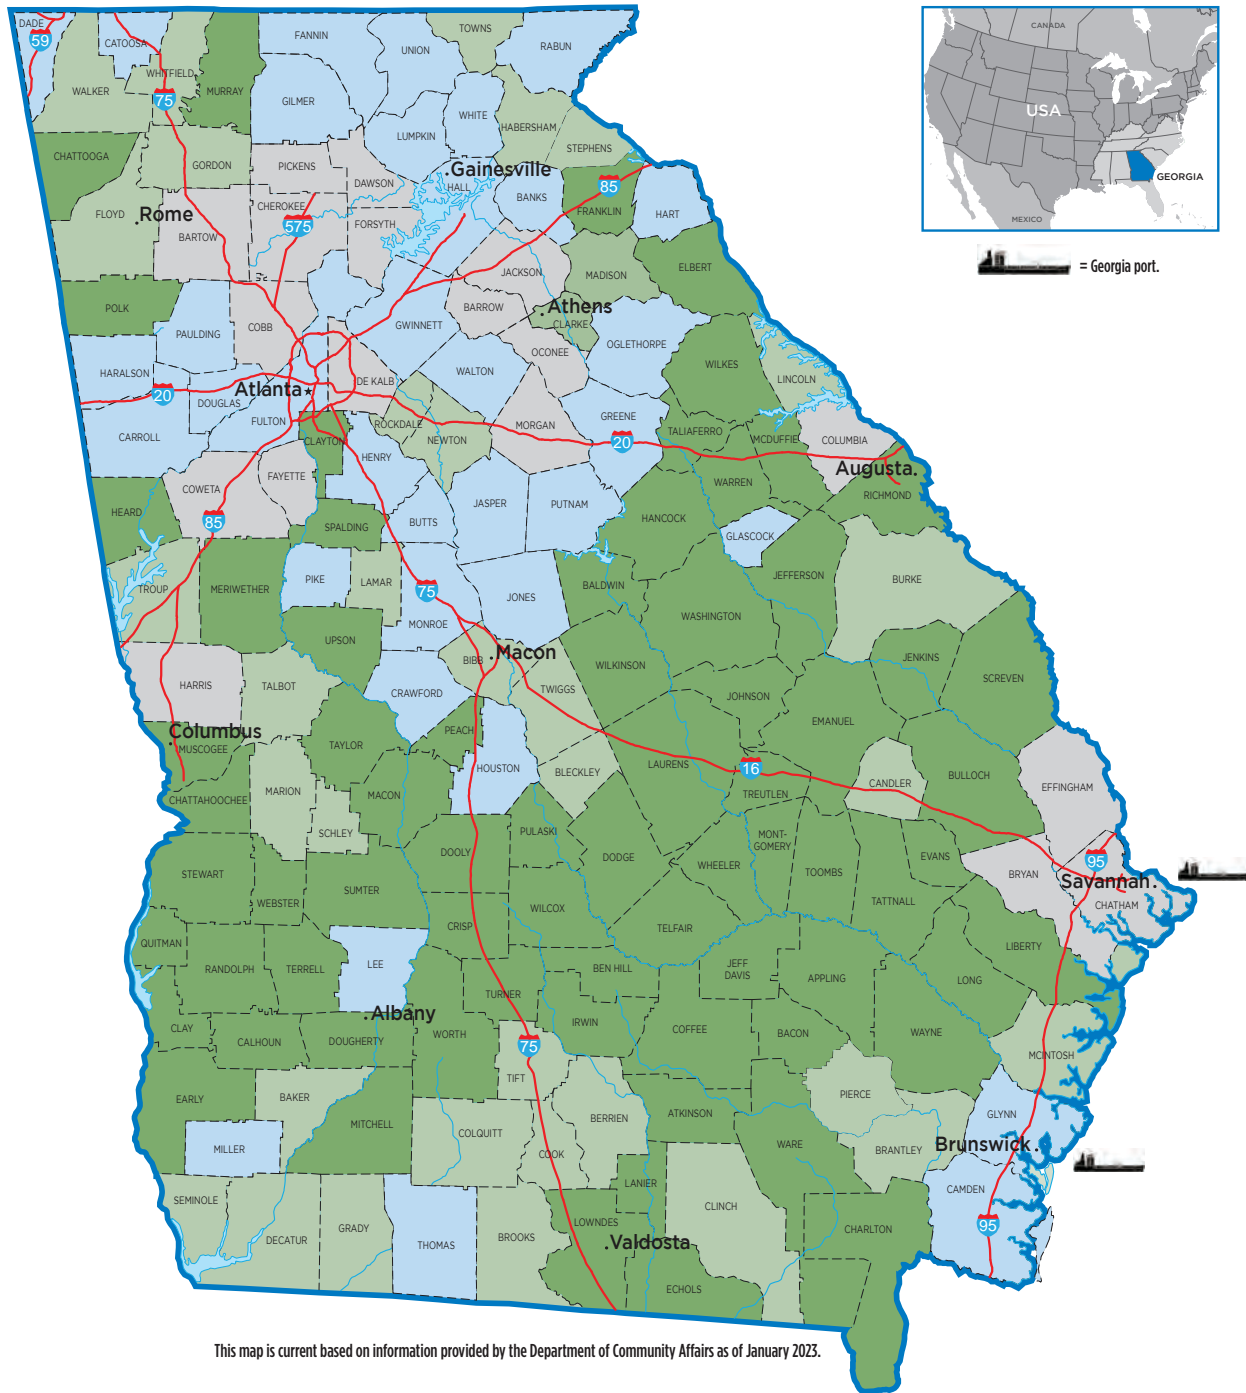 DADE
59
CATOOSA
FANNIN
UNION
TOWNS
RABUN
WALKER
WHITFIELD
75
MURRAY
GILMER
WHITE
LUMPKIN
HABERSHAM
STEPHENS
CHATTOOGA
GORDON
PICKENS
DAWSON
Gainesville
HALL
BANKS
85
FRANKLIN
HART
FLOYD
Rome
CHEROKEE
575
FORSYTH
BARTOW
JACKSON
MADISON
ELBERT
POLK
PAULDING
COBB
GWINNETT
BARROW
Athens
CLARKE
OCONEE
OGLETHORPE
WILKES
LINCOLN
HARALSON
20
DOUGLAS
Atlanta
DE KALB
WALTON
CARROLL
FULTON
CLAYTON
ROCKDALE
NEWTON
MORGAN
GREENE
20
TALIAFERRO
MCDUFFIE
COLUMBIA
Augusta
RICHMOND
HENRY
COWETA
FAYETTE
85
HEARD
SPALDING
BUTTS
JASPER
PUTNAM
HANCOCK
WARREN
GLASCOCK
JEFFERSON
BURKE
TROUP
MERIWETHER
PIKE
LAMAR
75
MONROE
JONES
BALDWIN
WASHINGTON
UPSON
BIBB
Macon
WILKINSON
JENKINS
SCREVEN
HARRIS
TALBOT
CRAWFORD
TWIGGS
JOHNSON
EMANUEL
Columbus
MUSCOGEE
TAYLOR
PEACH
HOUSTON
BLECKLEY
LAURENS
16
TREUTLEN
CANDLER
BULLOCH
EFFINGHAM
CHATTAHOOCHEE
MARION
MACON
SCHLEY
DOOLY
PULASKI
DODGE
WHEELER
MONT-
GOMERY
TOOMBS
EVANS
BRYAN
95
Savannah
CHATHAM
STEWART
WEBSTER
SUMTER
CRISP
WILCOX
TELFAIR
TATTNALL
LIBERTY
QUITMAN
RANDOLPH
TERRELL
LEE
BEN HILL
JEFF
DAVIS
APPLING
LONG
TURNER
CLAY
CALHOUN
Albany
DOUGHERTY
WORTH
IRWIN
COFFEE
BACON
WAYNE
MCINTOSH
75
TIFT
EARLY
BAKER
MITCHELL
COLQUITT
BERRIEN
ATKINSON
PIERCE
GLYNN
MILLER
COOK
WARE
BRANTLEY
Brunswick
SEMINOLE
LANIER
CLINCH
CAMDEN
95
DECATUR
GRADY
THOMAS
BROOKS
LOWNDES
Valdosta
CHARLTON
ECHOLS
CANADA
USA
GEORGIA
MEXICO
= Georgia port.
This map is current based on information provided by the Department of Community Affairs as of January 2023.